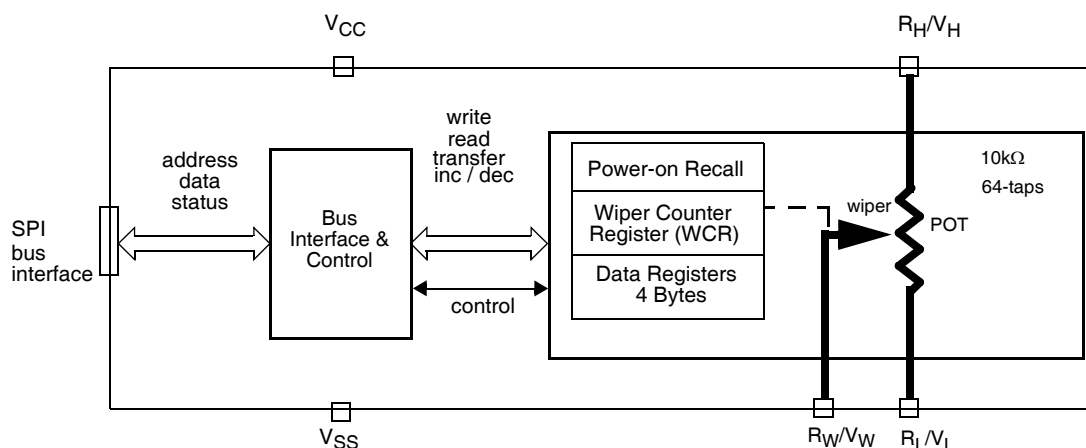 VCC
RH/VH
write
read
transfer
inc / dec
address
data
status
SPI
bus
interface
Bus
Interface &
Control
control
Power-on Recall
Wiper Counter
Register (WCR)
Data Registers
4 Bytes
10kΩ
64-taps
wiper
POT
VSS
RW/VW
RL/VL